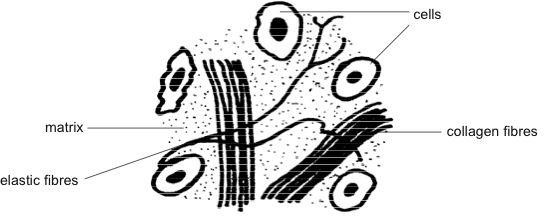 cells
matrix
collagen fibres
elastic fibres